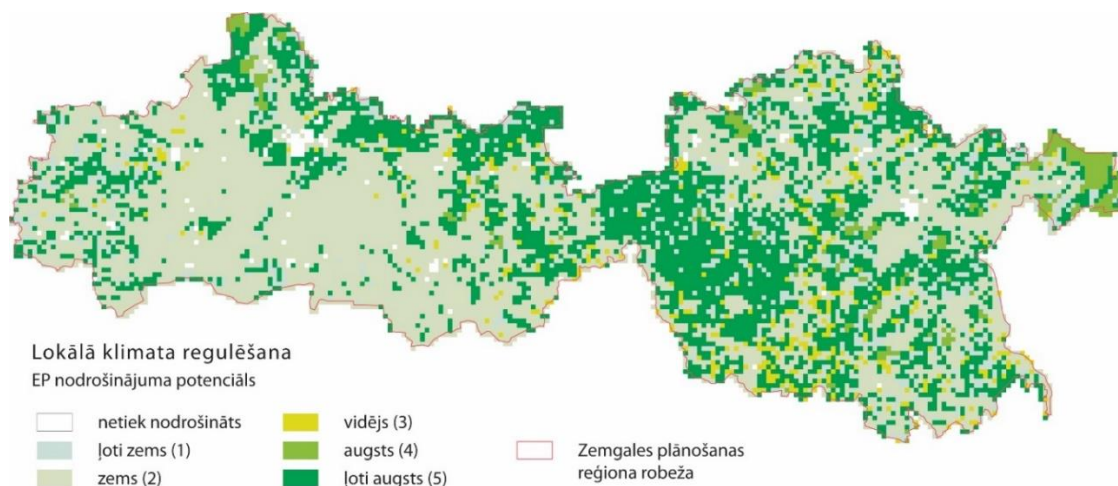 Lokālā klimata regulēšana
EP nodrošinājuma potenciāls
netiek nodrošināts
ļoti zems (1)
zems (2)
vidējs (3)
augsts (4)
ļoti augsts (5)
Zemgales plānošanas
reģiona robeža